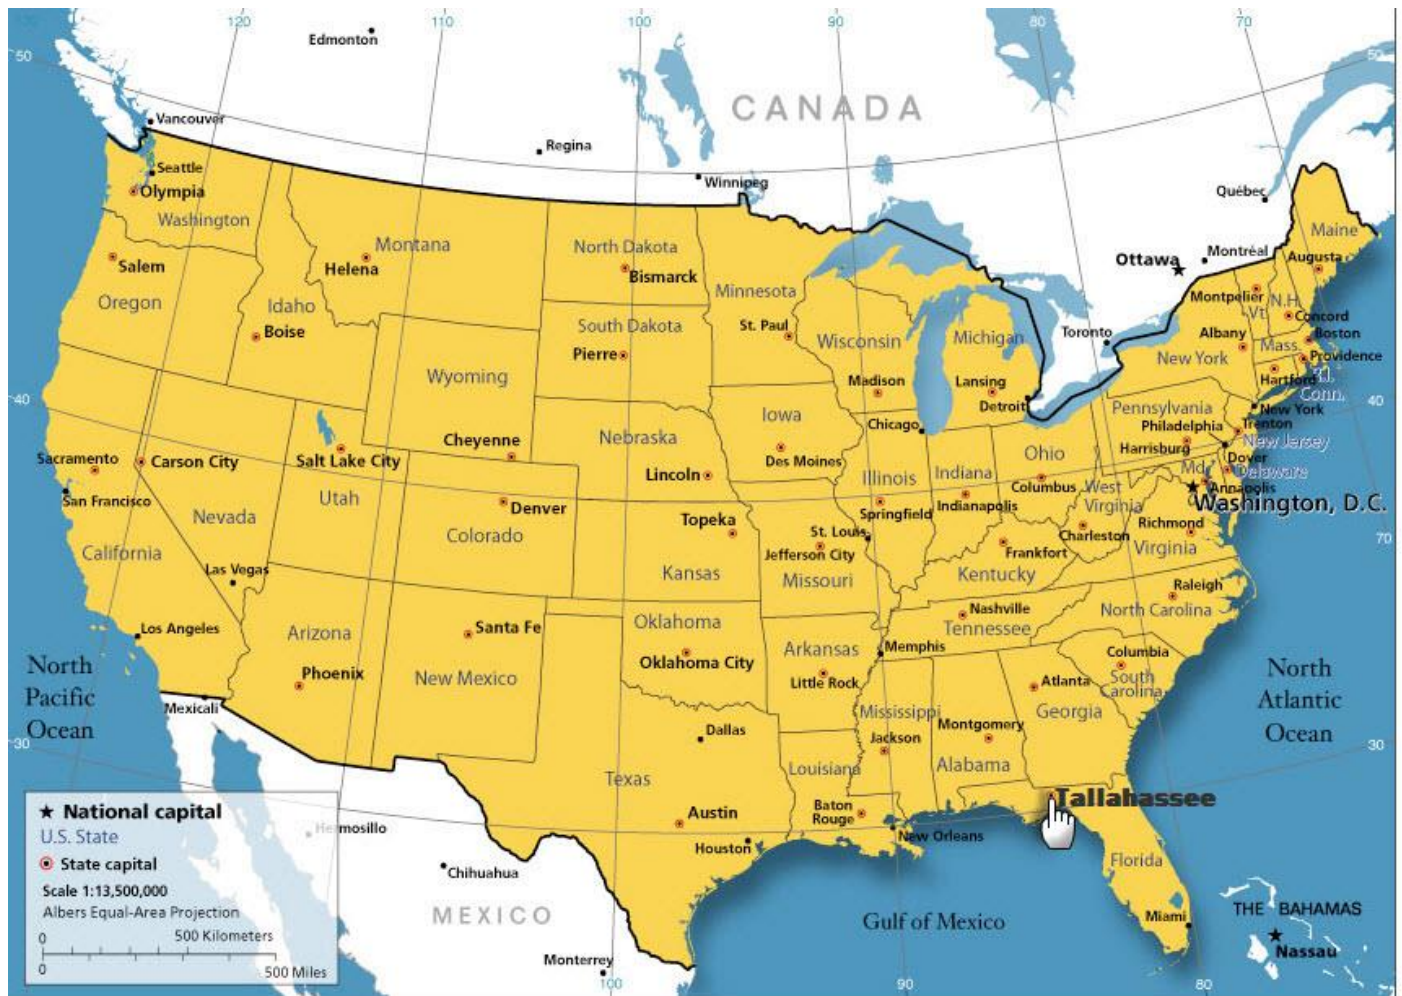 120
110
100
90
80
70
Edmonton
50
50
CANADA
Vancouver
Regina
Winnipeg
Seattle
Olympia
Washington
Québec
Montana
Helena
North Dakota
Bismarck
Minnesota
Ottawa
Montréal
Maine
Augusta
Salem
Oregon
Idaho
Boise
South Dakota
Pierre
St. Paul
Wisconsin
Michigan
Toronto
Montpelier
Vt.
N.H.
Concord
Albany
Boston
New York
Mass.
Providence
Wyoming
Madison
Lansing
Detroit
Hartford
R.I.
Conn.
40
40
Iowa
Chicago
Pennsylvania
New York
Philadelphia
Trenton
Cheyenne
Nebraska
Des Moines
Harrisburg
New Jersey
Sacramento
Carson City
Salt Lake City
Lincoln
Illinois
Indiana
Ohio
Columbus
Md.
Dover
Delaware
San Francisco
Utah
Nevada
Denver
Colorado
Topeka
Springfield
Indianapolis
West
Virginia
Annapolis
Washington, D.C.
California
Las Vegas
Kansas
St. Louis
Jefferson City
Missouri
Frankfort
Kentucky
Charleston
Richmond
Virginia
70
Los Angeles
Arizona
Santa Fe
Oklahoma
Nashville
Tennessee
Raleigh
North Carolina
North
Pacific
Ocean
Phoenix
New Mexico
Oklahoma City
Arkansas
Little Rock
Memphis
Columbia
South
Carolina
Atlanta
Georgia
North
Atlantic
Ocean
Mexicali
Dallas
Mississippi
Jackson
Montgomery
Alabama
30
30
Texas
Louisiana
Austin
Baton
Rouge
Tallahassee
Houston
New Orleans
Florida
Hermosillo
Chihuahua
MEXICO
Gulf of Mexico
Miami
THE BAHAMAS
Nassau
Monterrey
100
90
80
National capital
U.S. State
State capital
Scale 1:13,500,000
Albers Equal-Area Projection
0 500 Kilometers
0 500 Miles